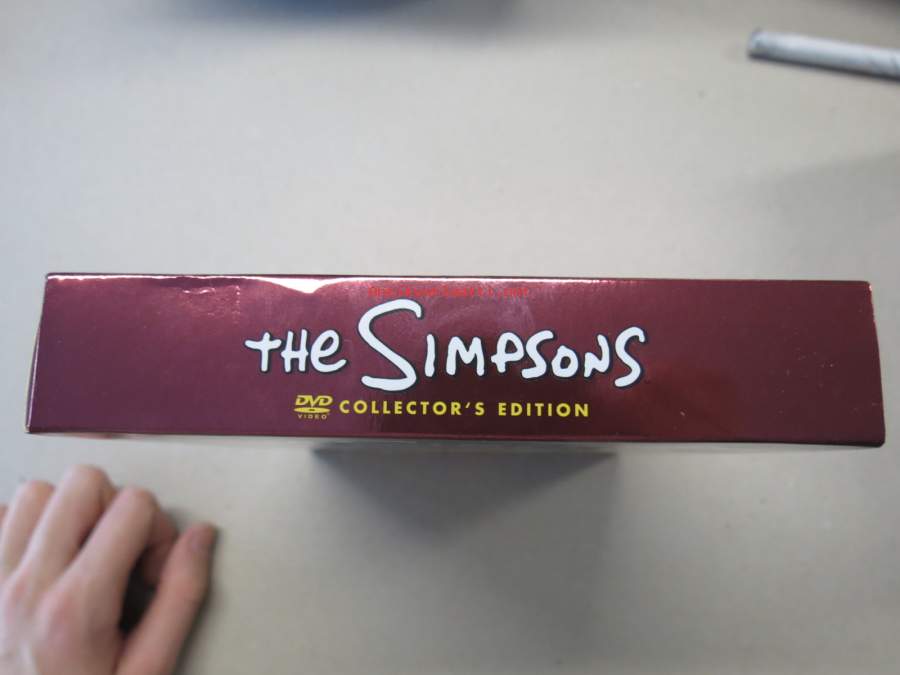 THE SIMPSONS
DVD
VIDEO
COLLECTOR'S EDITION